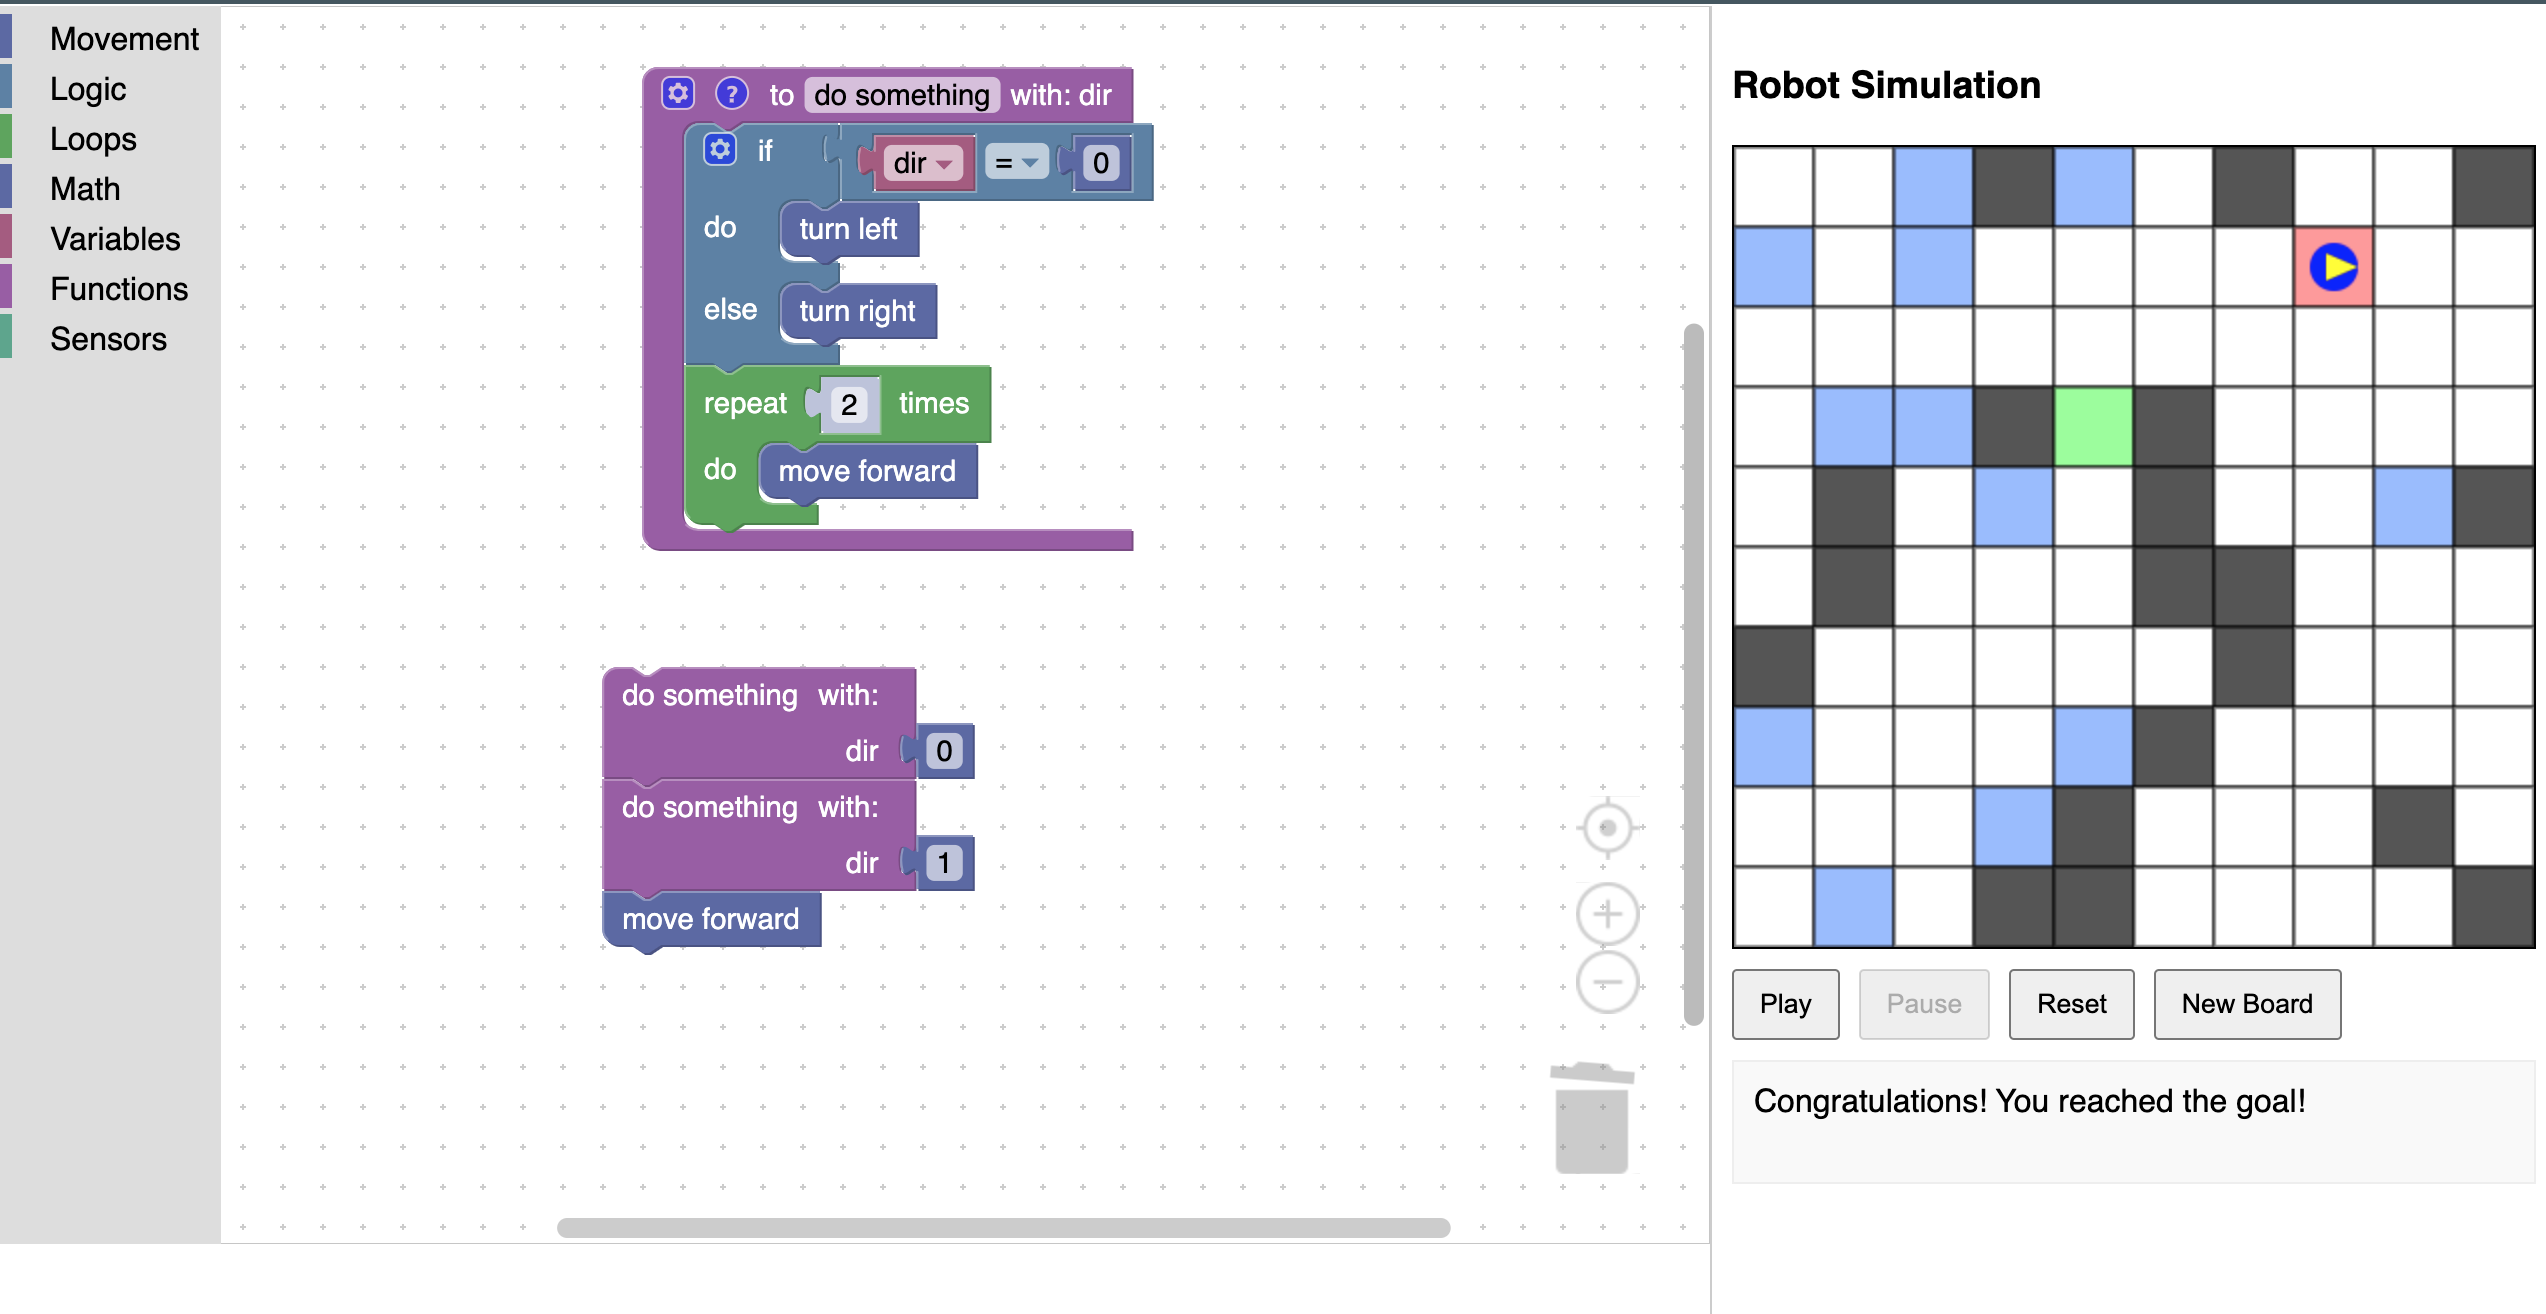 Movement
Logic
Loops
Math
Variables
Functions
Sensors
? to do something with: dir
if dir = 0
do turn left
else turn right
repeat 2 times
do move forward
do something with:
dir 0
do something with:
dir 1
move forward
Robot Simulation
Play Pause Reset New Board
Congratulations! You reached the goal!